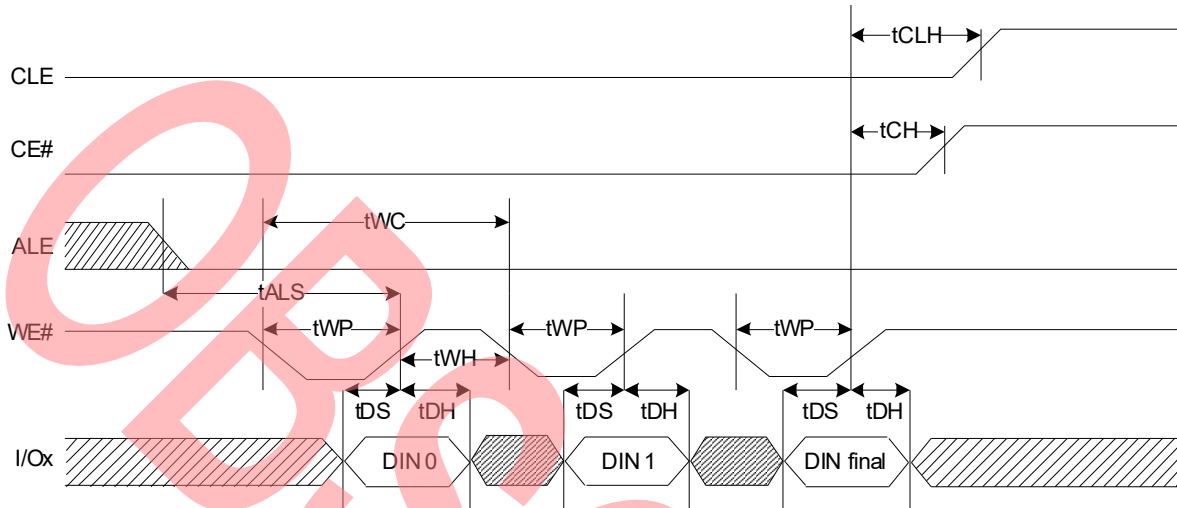 tCLH
CLE
tCH
CE#
tWC
ALE
tALS
WE#
tWP
tWP
tWP
tWH
tDS
tDH
tDS
tDH
tDS
tDH
I/Ox
DIN 0
DIN 1
DIN final